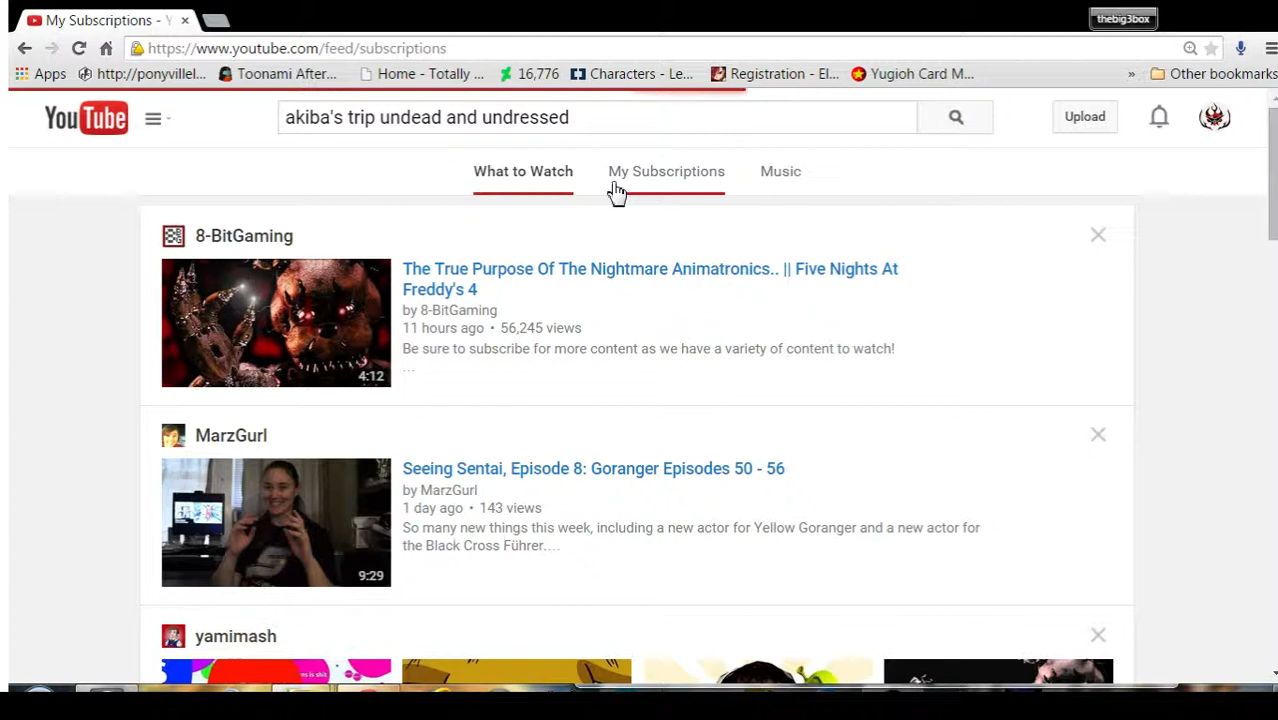 My Subscriptions - Y
thebig3box
https://www.youtube.com/feed/subscriptions
Apps http://ponyvillel... Toonami After... Home - Totally ... 16,776 Characters - Le... Registration - El... Yugioh Card M... » Other bookmarks
YouTube akiba's trip undead and undressed Upload
What to Watch My Subscriptions Music
8-BitGaming
The True Purpose Of The Nightmare Animatronics.. || Five Nights At
Freddy's 4
by 8-BitGaming
11 hours ago • 56,245 views
Be sure to subscribe for more content as we have a variety of content to watch!
...
4:12
MarzGurl
Seeing Sentai, Episode 8: Goranger Episodes 50 - 56
by MarzGurl
1 day ago • 143 views
So many new things this week, including a new actor for Yellow Goranger and a new actor for
the Black Cross Führer....
9:29
yamimash